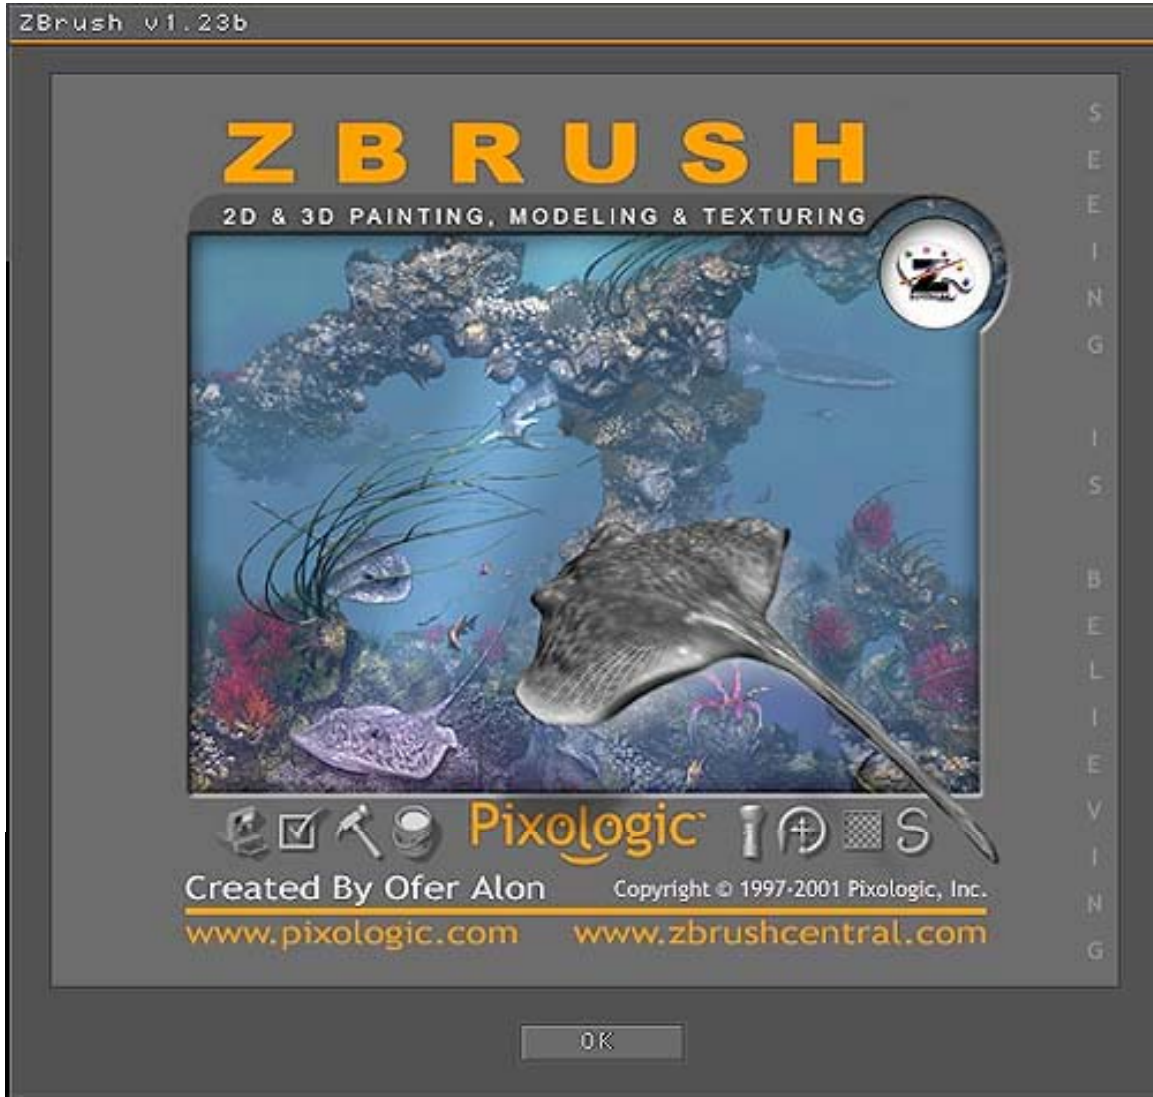 ZBrush v1.23b
ZBRUSH
2D & 3D PAINTING, MODELING & TEXTURING
Z
Pixologic™
Created By Ofer Alon
Copyright © 1997-2001 Pixologic, Inc.
www.pixologic.com
www.zbrushcentral.com
SEEING IS BELIEVING
OK